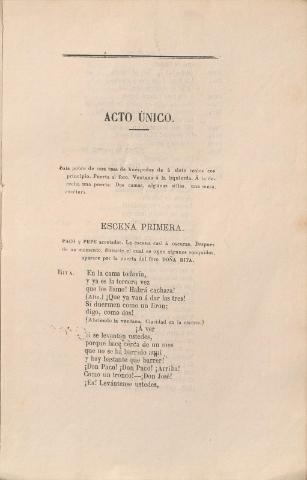 ACTO ÚNICO.
Sala pobre de una casa de huéspedes de á siete reales con
principio. Puerta al foro. Ventana á la izquierda. Á la de-
recha una puerta. Dos camas, algunas sillas, una mesa,
etcétera.
ESCENA PRIMERA.
PACO y PEPE acostados. La escena casi á oscuras. Despues
de un momento, durante el cual se oyen algunos ronquidos,
aparece por la puerta del foro DOÑA RITA.
RITA. En la cama todavía,
y ya es la tercera vez
que los llamo! Habrá cachaza!
(Alto.) ¡Que ya van á dar las tres!
Si duermen como un liron;
digo, como dos!
(Abriendo la ventana. Claridad en la escena.)
¡A ver
si se levantan ustedes,
porque hace cerca de un mes
que no se ha barrido aquí
y hay bastante que barrer!
¡Don Paco! ¡Don Paco! ¡Arriba!
Como un tronco!—¡Don José!
¡Ea! Levántense ustedes,